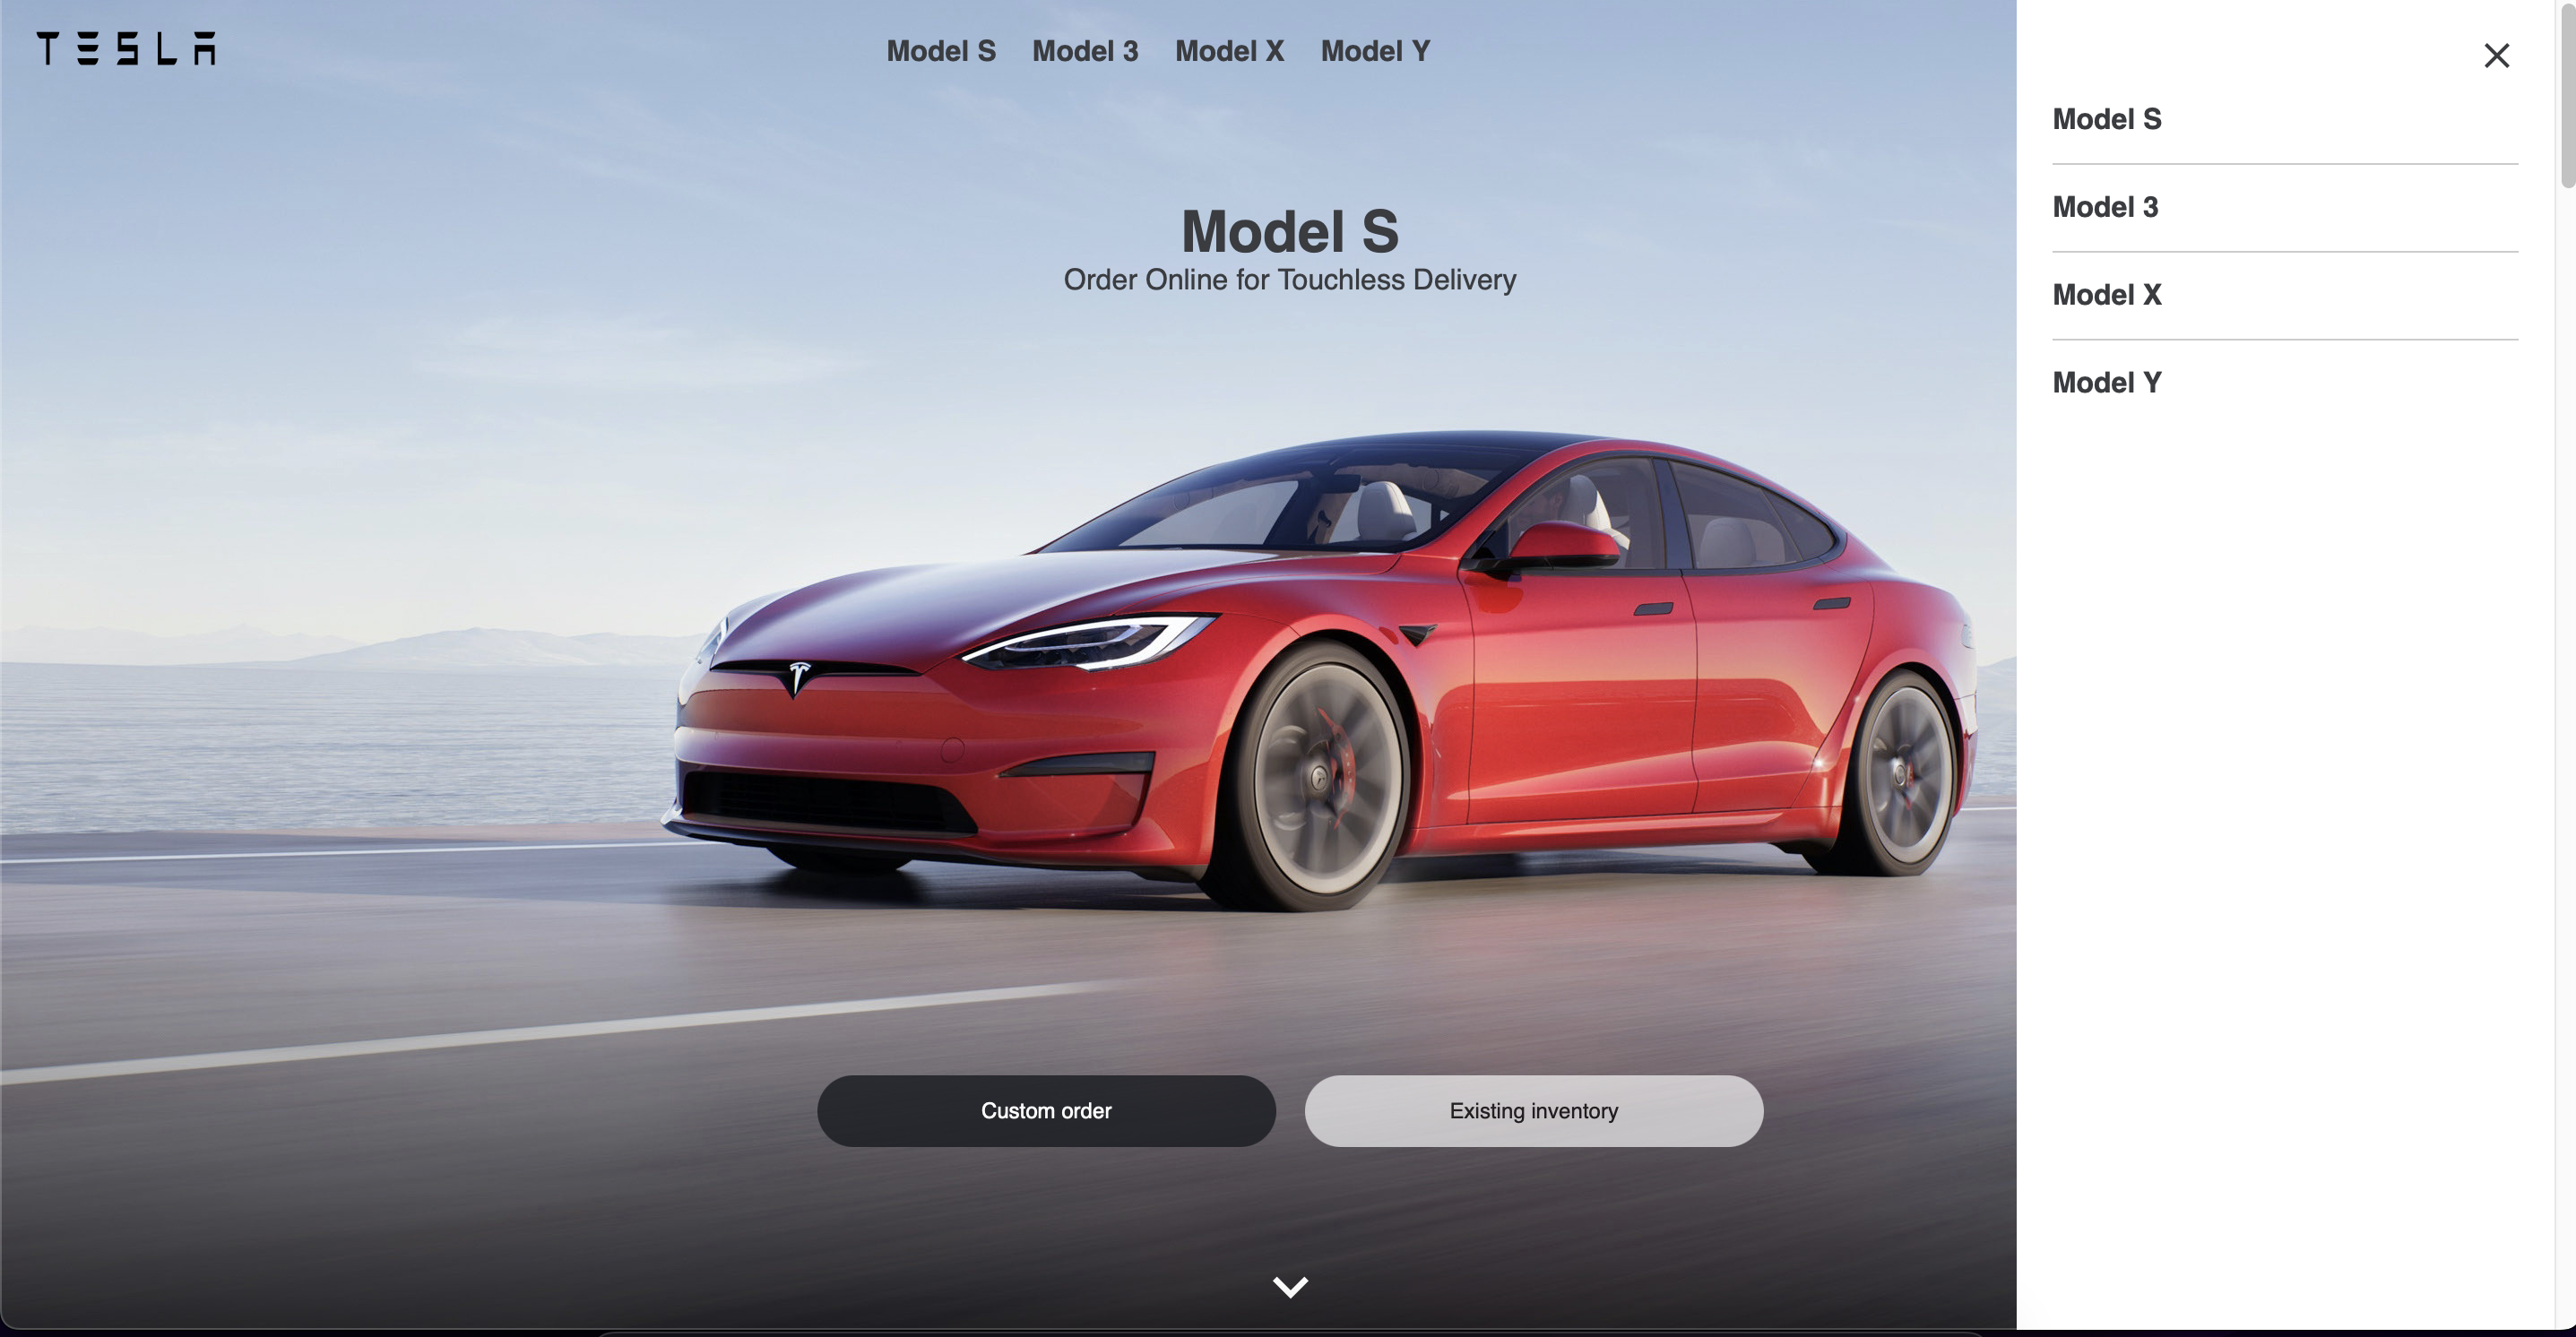 TESLA
Model S Model 3 Model X Model Y
Model S
Order Online for Touchless Delivery
Custom order
Existing inventory
Model S
Model 3
Model X
Model Y